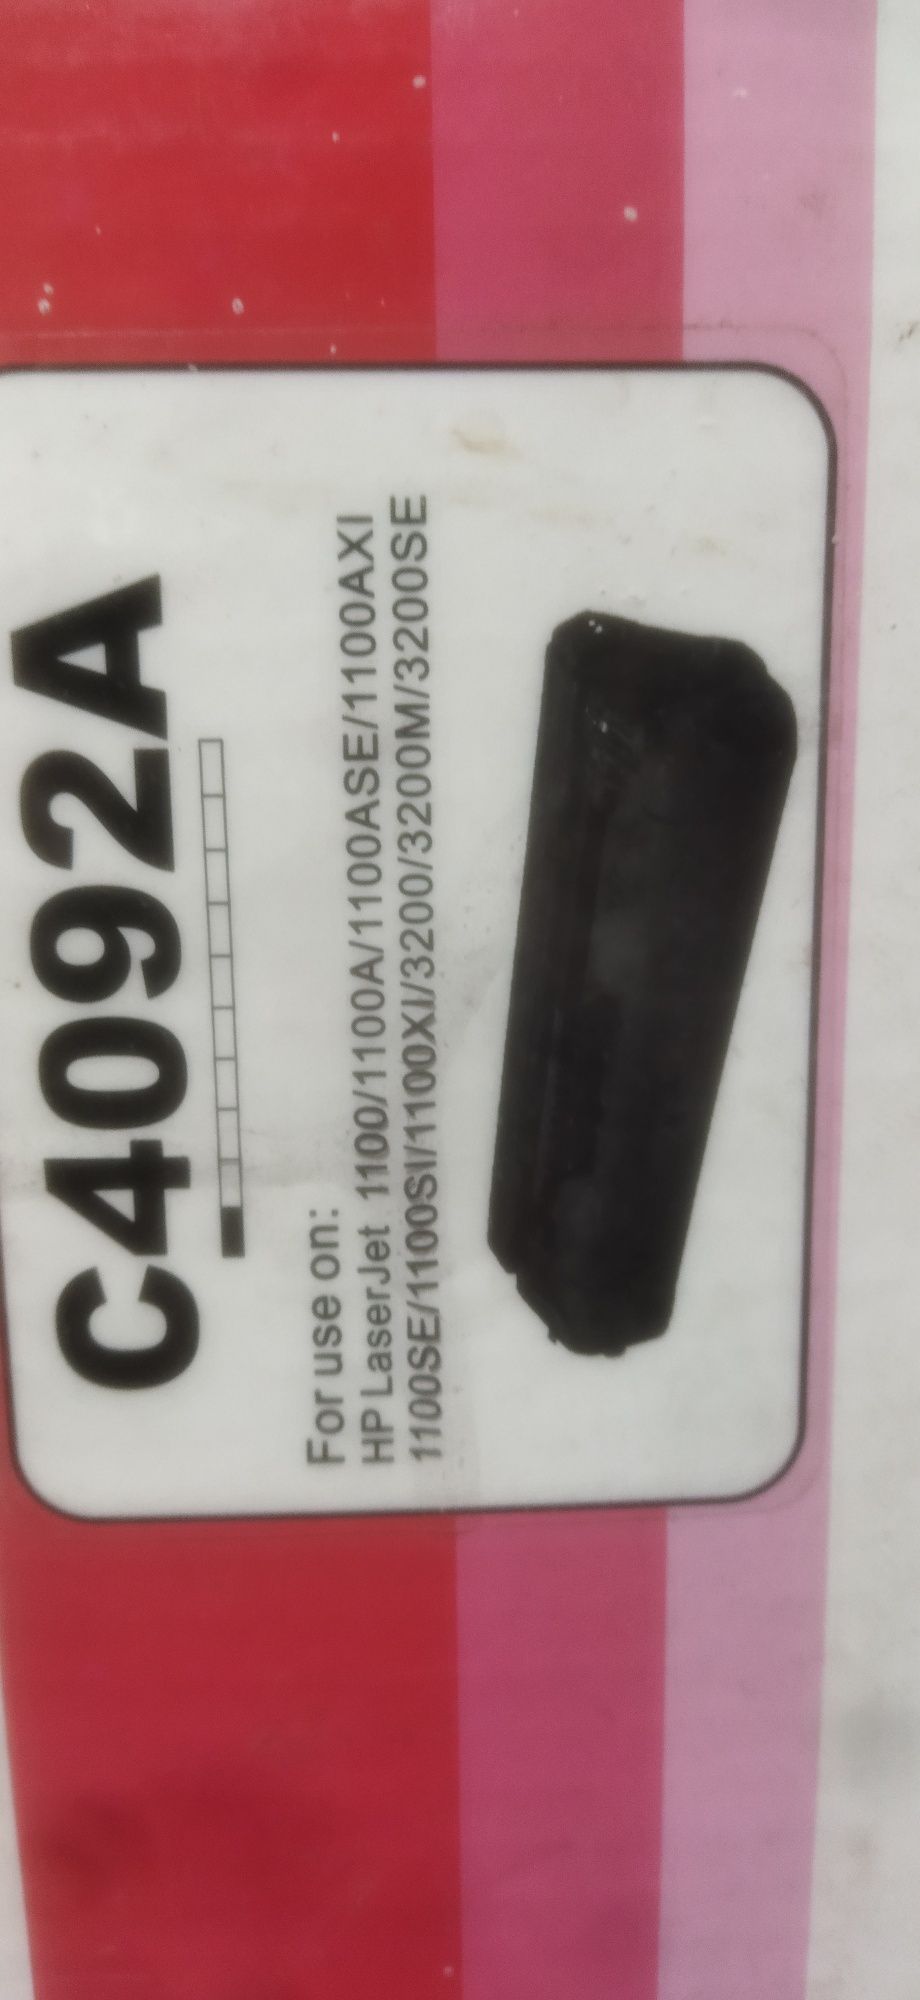 C4092A
For use on:
HP LaserJet 1100/1100A/1100ASE/1100AXI
1100SE/1100SI/1100XI/3200/3200M/3200SE